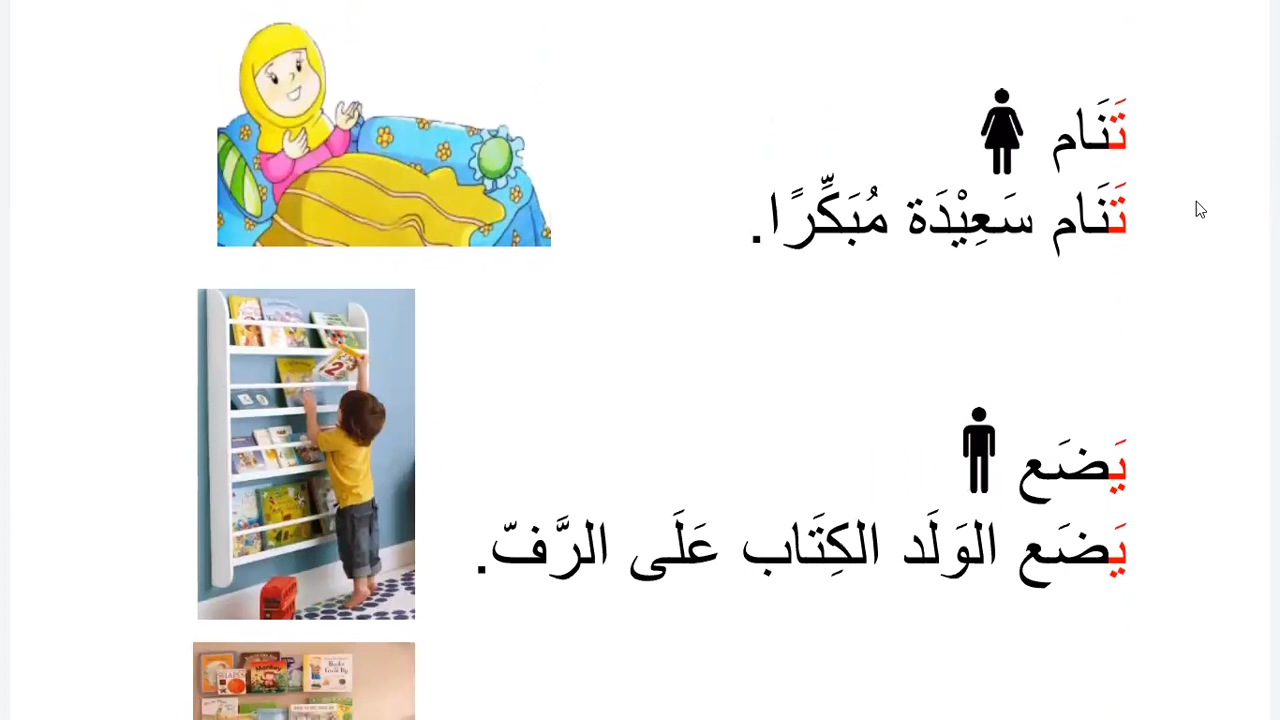 تَنَام
تَنَام سَعِيْدَة مُبَكِّرًا.
يَضَع
يَضَع الوَلَد الكِتَاب عَلَى الرَّفّ.